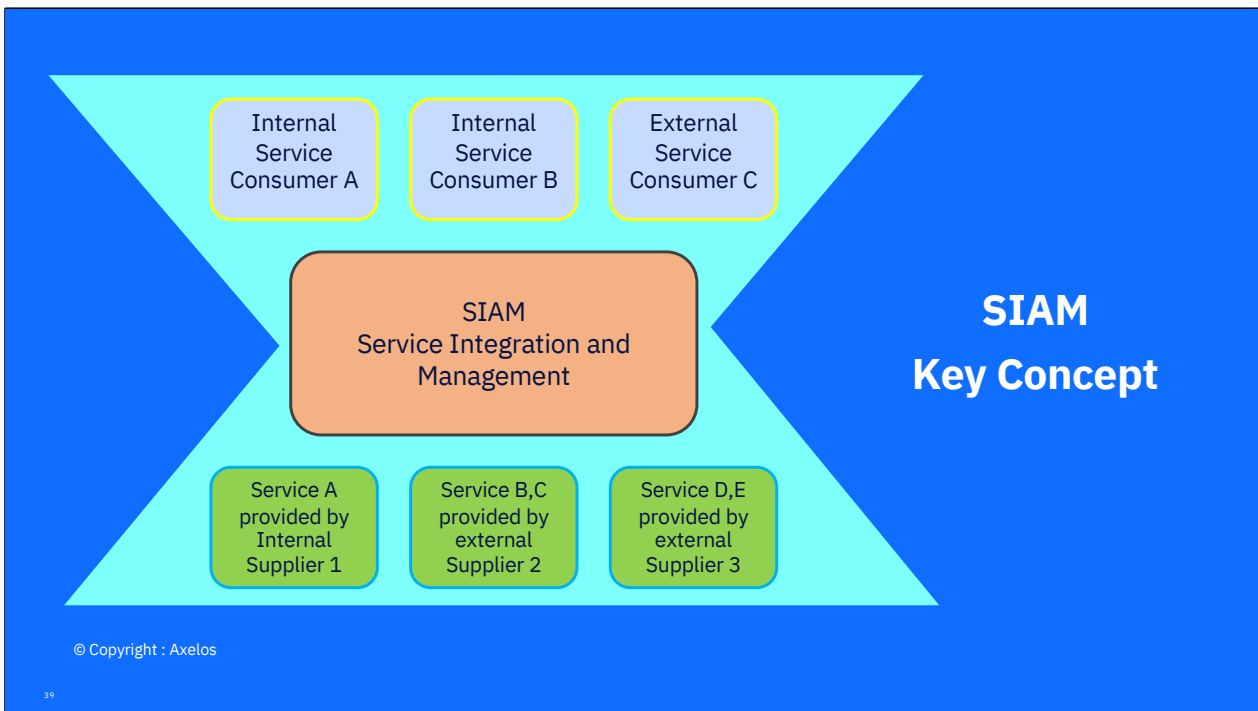 Internal
Service
Consumer A
Internal
Service
Consumer B
External
Service
Consumer C
SIAM
Service Integration and
Management
SIAM
Key Concept
Service A
provided by
Internal
Supplier 1
Service B,C
provided by
external
Supplier 2
Service D,E
provided by
external
Supplier 3
© Copyright : Axelos
39